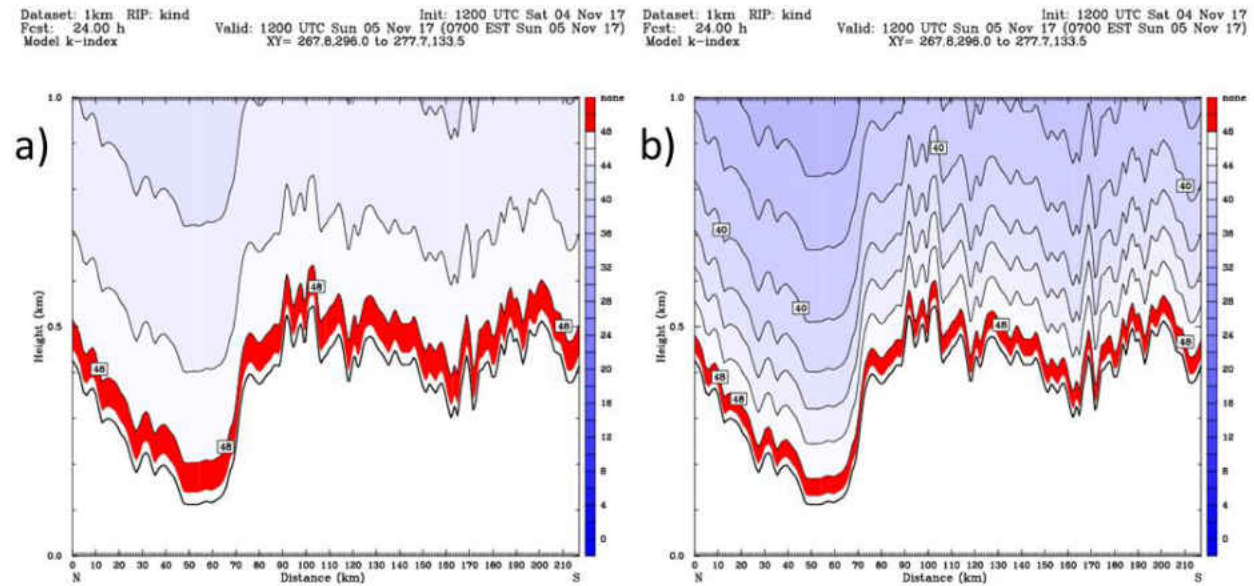 Dataset: 1km RIP: kind Init: 1200 UTC Sat 04 Nov 17
Fcst: 24.00 h Valid: 1200 UTC Sun 05 Nov 17 (0700 EST Sun 05 Nov 17)
Model k-index XY= 267.8,296.0 to 277.7,133.5
a)
1.0
0.5
0.0
Height (km)
48
48
48
48
0 10 20 30 40 50 60 70 80 90 100 110 120 130 140 150 160 170 180 190 200 210
N Distance (km) S
none
48
44
40
36
32
28
24
20
16
12
8
4
0
Dataset: 1km RIP: kind Init: 1200 UTC Sat 04 Nov 17
Fcst: 24.00 h Valid: 1200 UTC Sun 05 Nov 17 (0700 EST Sun 05 Nov 17)
Model k-index XY= 267.8,296.0 to 277.7,133.5
b)
1.0
0.5
0.0
Height (km)
40
40
40
40
48
48
48
48
0 10 20 30 40 50 60 70 80 90 100 110 120 130 140 150 160 170 180 190 200 210
N Distance (km) S
none
48
44
40
36
32
28
24
20
16
12
8
4
0